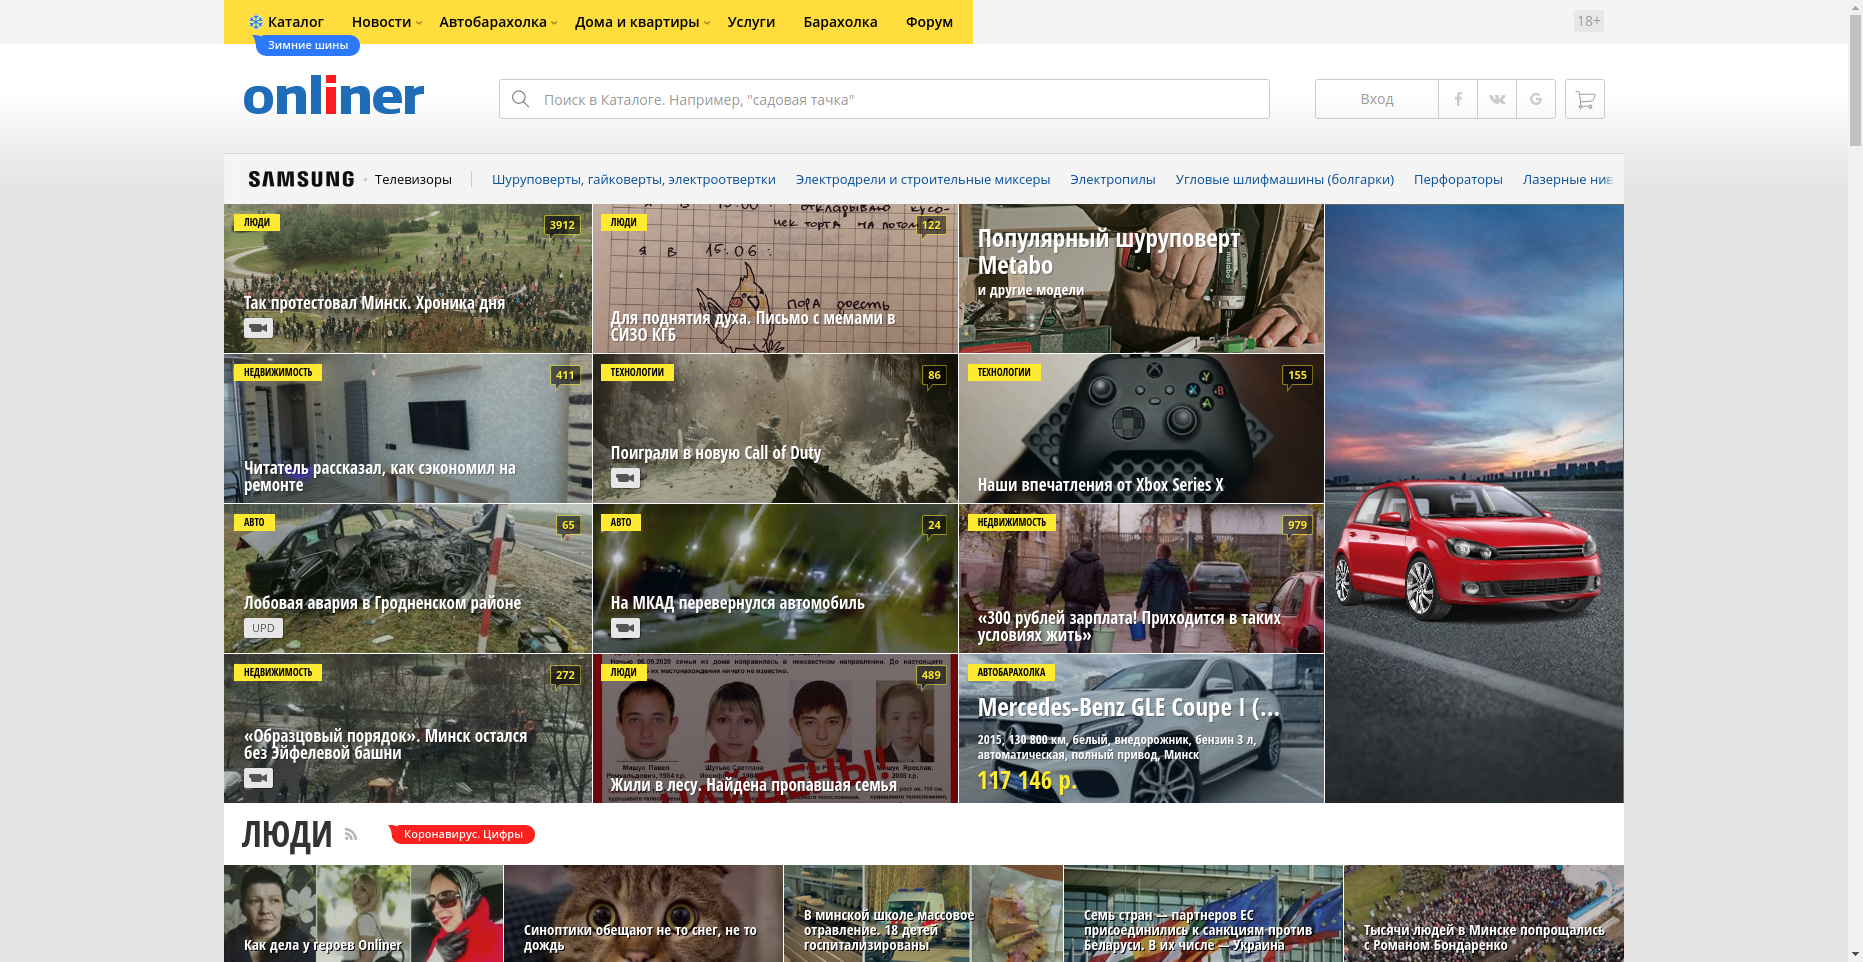 Каталог Новости Автобарахолка Дома и квартиры Услуги Барахолка Форум 18+
Зимние шины
onliner
Поиск в Каталоге. Например, "садовая тачка"
Вход
SAMSUNG Телевизоры Шуруповерты, гайковерты, электроотвертки Электродрели и строительные миксеры Электропилы Угловые шлифмашины (болгарки) Перфораторы Лазерные нив
ЛЮДИ 3912
Так протестовал Минск. Хроника дня
ЛЮДИ 122
Я В 15:06:
ПОРА ПОЕСТЬ
Для поднятия духа. Письмо с мемами в
СИЗО КГБ
Популярный шуруповерт
Metabo
и другие модели
НЕДВИЖИМОСТЬ 411
Читатель рассказал, как сэкономил на
ремонте
ТЕХНОЛОГИИ 86
Поиграли в новую Call of Duty
ТЕХНОЛОГИИ 155
Наши впечатления от Xbox Series X
АВТО 65
Лобовая авария в Гродненском районе
UPD
АВТО 24
На МКАД перевернулся автомобиль
НЕДВИЖИМОСТЬ 979
«300 рублей зарплата! Приходится в таких
условиях жить»
НЕДВИЖИМОСТЬ 272
«Образцовый порядок». Минск остался
без Эйфелевой башни
ЛЮДИ 489
Жили в лесу. Найдена пропавшая семья
АВТОБАРАХОЛКА
Mercedes-Benz GLE Coupe I (...
2015, 130 800 км, белый, внедорожник, бензин 3 л,
автоматическая, полный привод, Минск
117 146 р.
ЛЮДИ Коронавирус. Цифры
Как дела у героев Onliner
Синоптики обещают не то снег, не то
дождь
В минской школе массовое
отравление. 18 детей
госпитализированы
Семь стран — партнеров ЕС
присоединились к санкциям против
Беларуси. В их числе — Украина
Тысячи людей в Минске попрощались
с Романом Бондаренко